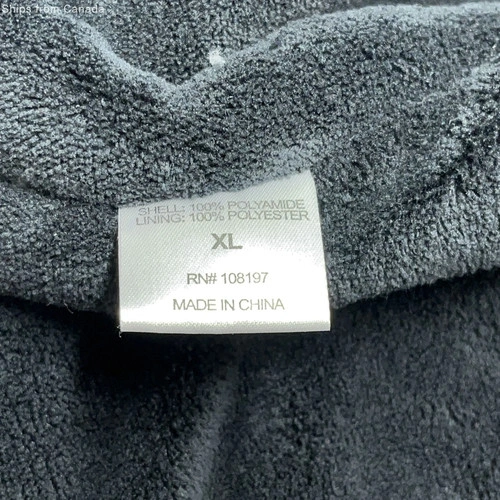 Ships from Canada
SHELL: 100% POLYAMIDE
LINING: 100% POLYESTER
XL
RN# 108197
MADE IN CHINA